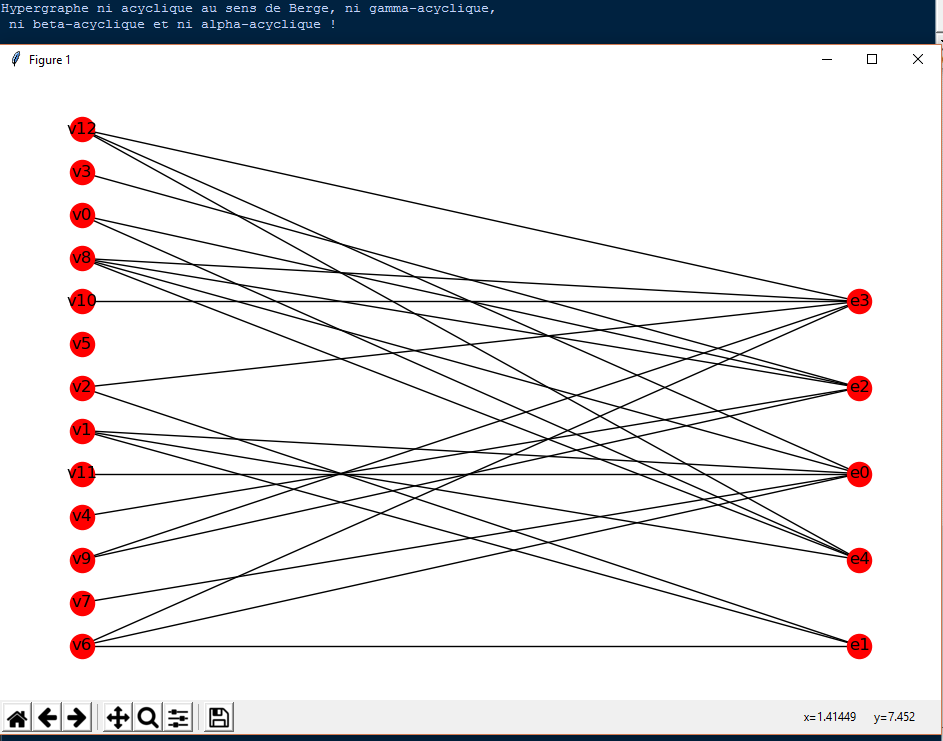 Hypergraphe ni acyclique au sens de Berge, ni gamma-acyclique,
ni beta-acyclique et ni alpha-acyclique !
Figure 1
v12
v3
v0
v8
v10
e3
v5
v2
e2
v1
v11
e0
v4
v9
e4
v7
v6
e1
x=1.41449 y=7.452